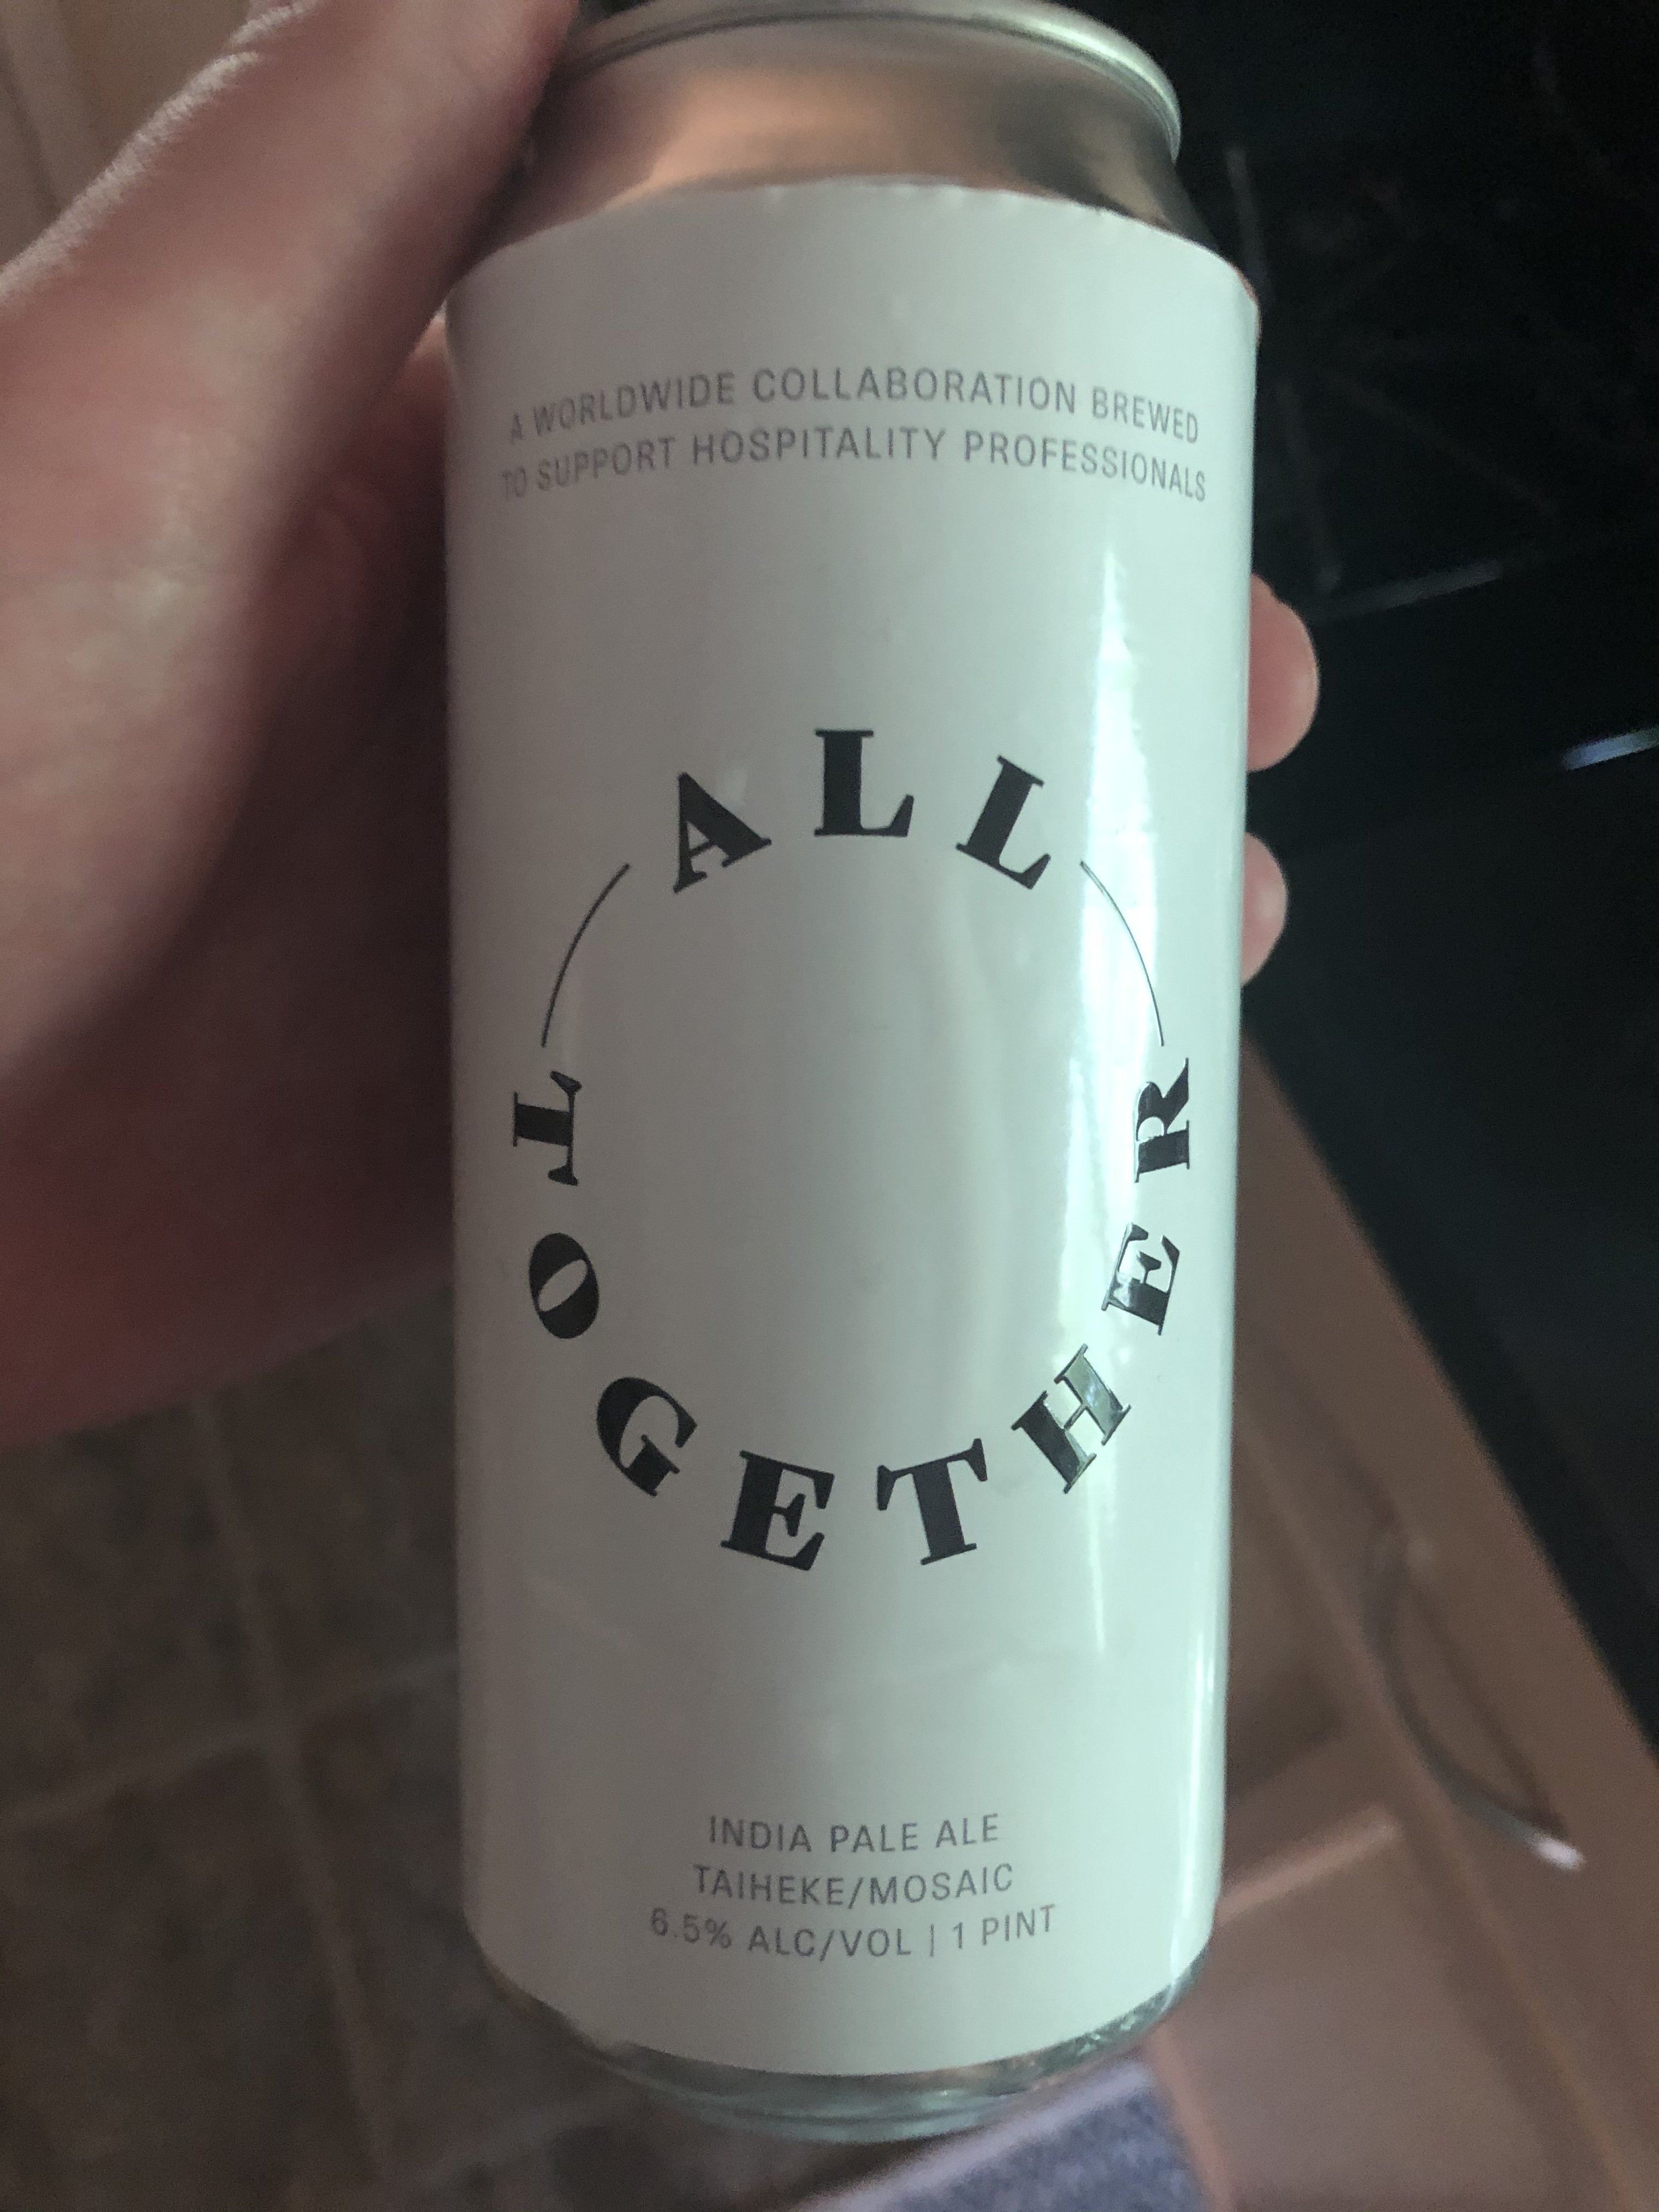 A WORLDWIDE COLLABORATION BREWED
TO SUPPORT HOSPITALITY PROFESSIONALS
ALL
TOGETHER
INDIA PALE ALE
TAIHEKE/MOSAIC
6.5% ALC/VOL | 1 PINT